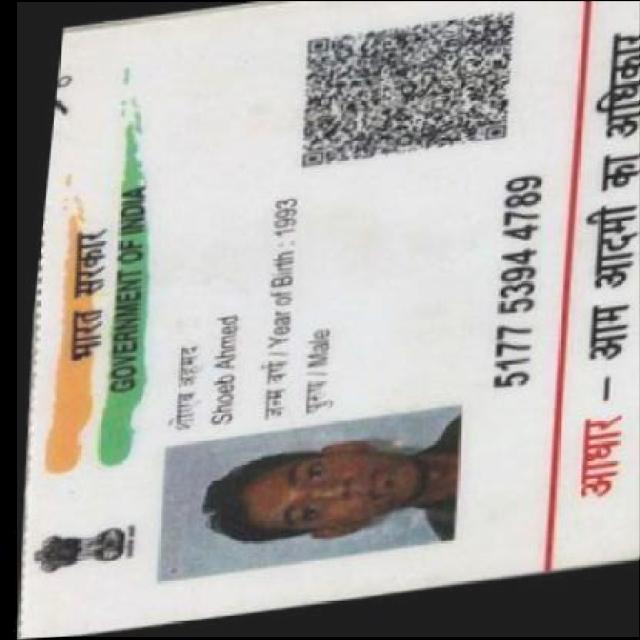 भारत सरकार
GOVERNMENT OF INDIA
शोएब अहमद
Shoeb Ahmed
जन्म वर्ष / Year of Birth : 1993
पुरुष / Male
5177 5394 4789
आधार – आम आदमी का अधिकार